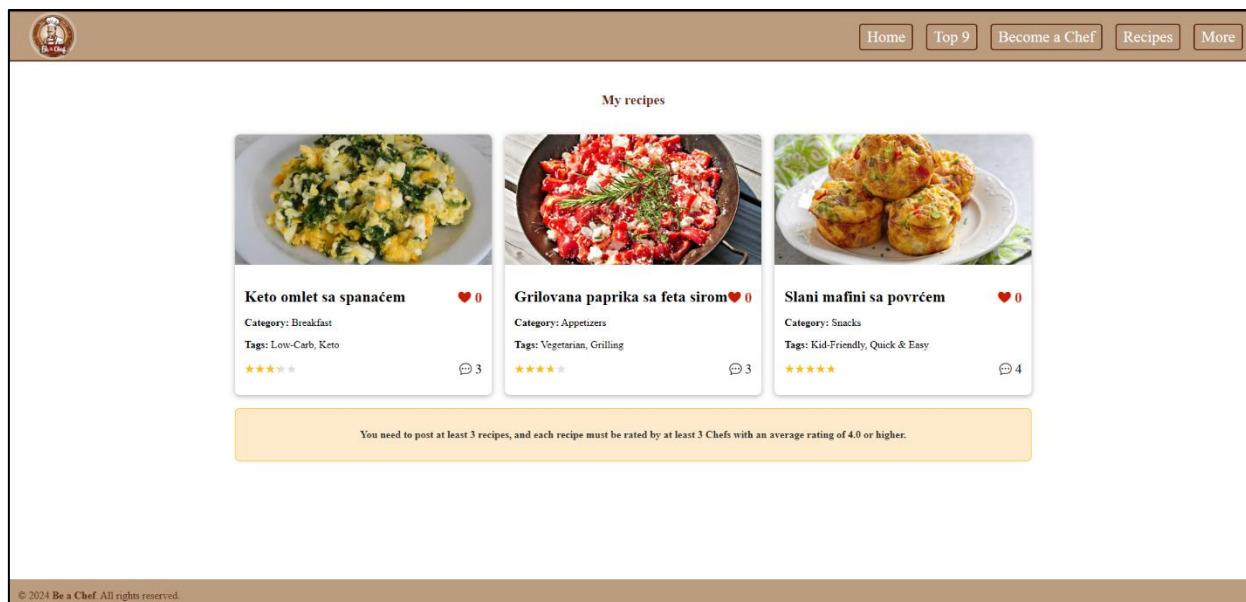 Be a Chef
Home Top 9 Become a Chef Recipes More
My recipes
Keto omlet sa spanaćem 0
Category: Breakfast
Tags: Low-Carb, Keto
3
Grilovana paprika sa feta sirom 0
Category: Appetizers
Tags: Vegetarian, Grilling
3
Slani mafini sa povrćem 0
Category: Snacks
Tags: Kid-Friendly, Quick & Easy
4
You need to post at least 3 recipes, and each recipe must be rated by at least 3 Chefs with an average rating of 4.0 or higher.
© 2024 Be a Chef. All rights reserved.